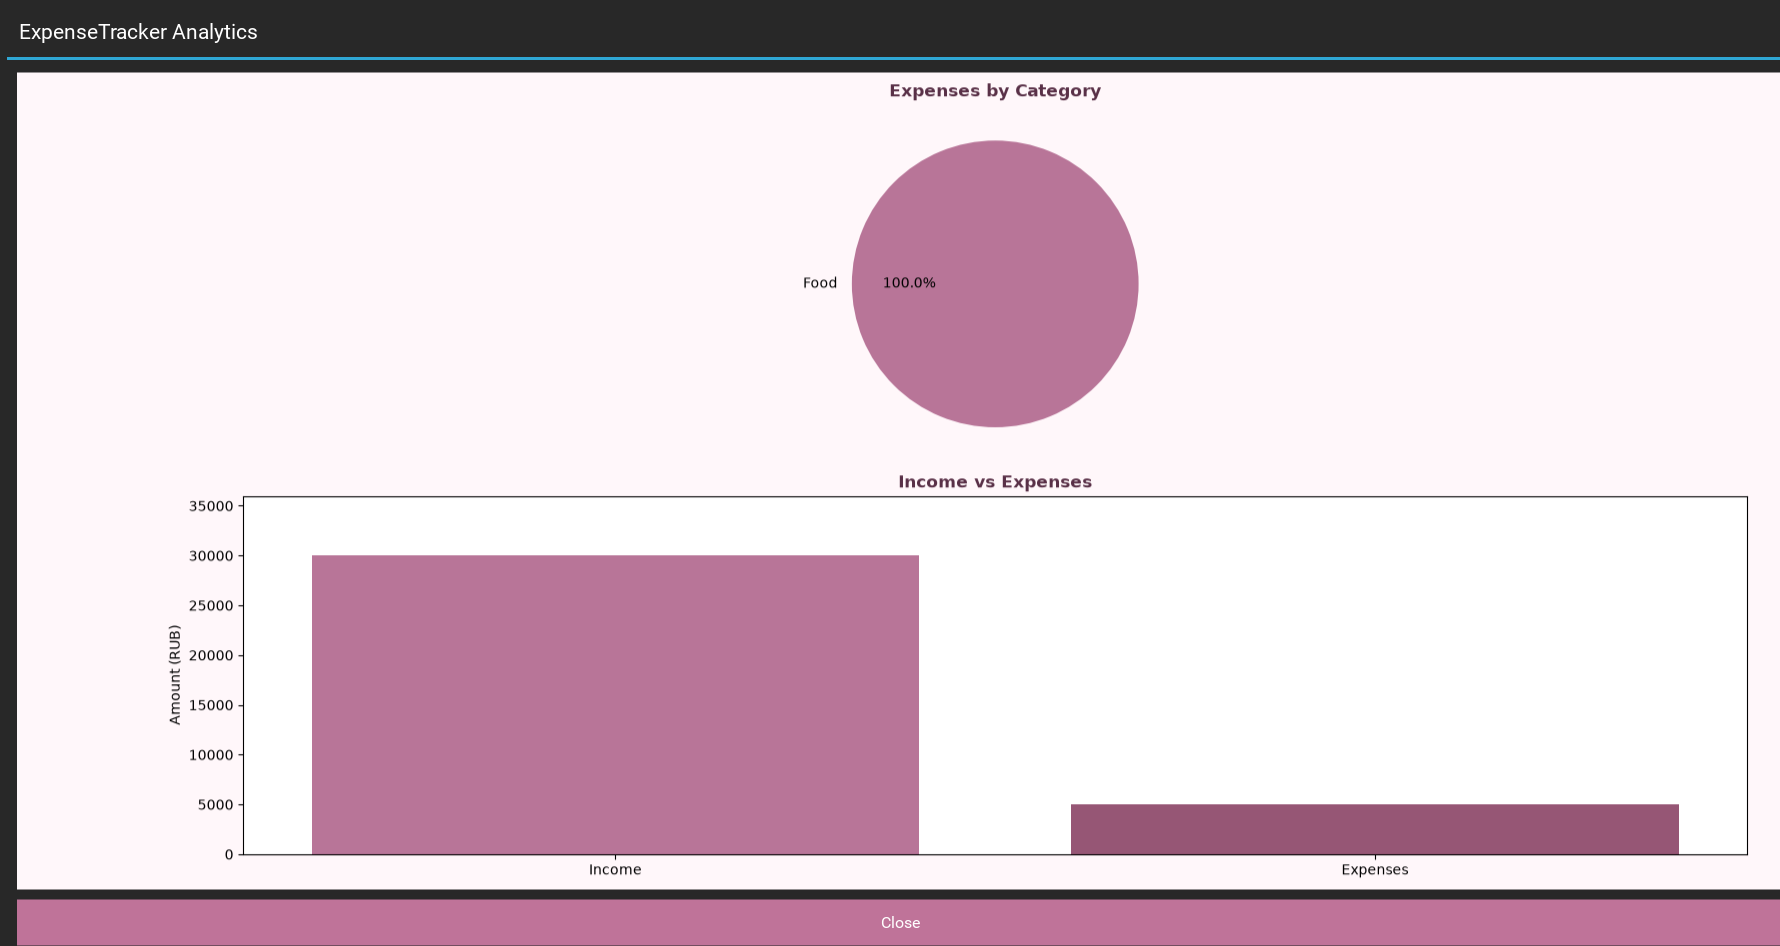 ExpenseTracker Analytics
Expenses by Category
Food
100.0%
Income vs Expenses
35000
30000
25000
20000
15000
10000
5000
0
Amount (RUB)
Income
Expenses
Close